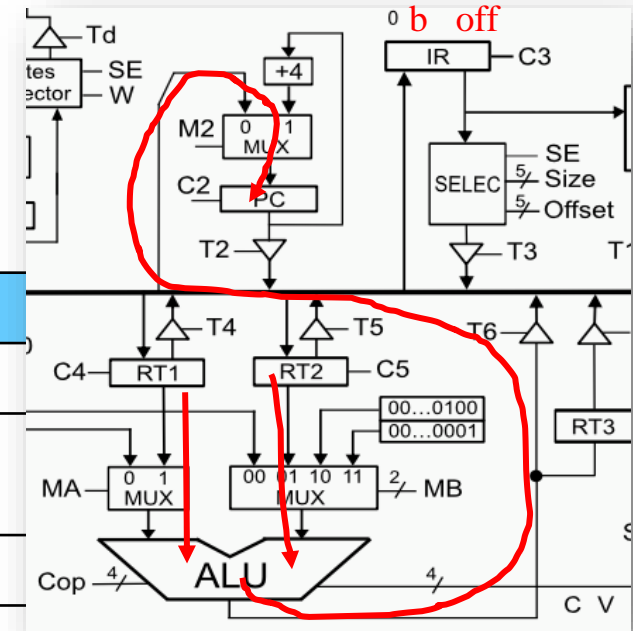 0 b off
Td
IR
C3
tes
ector
SE
W
+4
M2
0 1
MUX
C2
PC
T2
SELEC
SE
5
Size
5
Offset
T3
T1
T4
T5
T6
C4
RT1
RT2
C5
00...0100
00...0001
RT3
0 1
MUX
MA
00 01 10 11
MUX
2
MB
Cop
4
ALU
4
C V